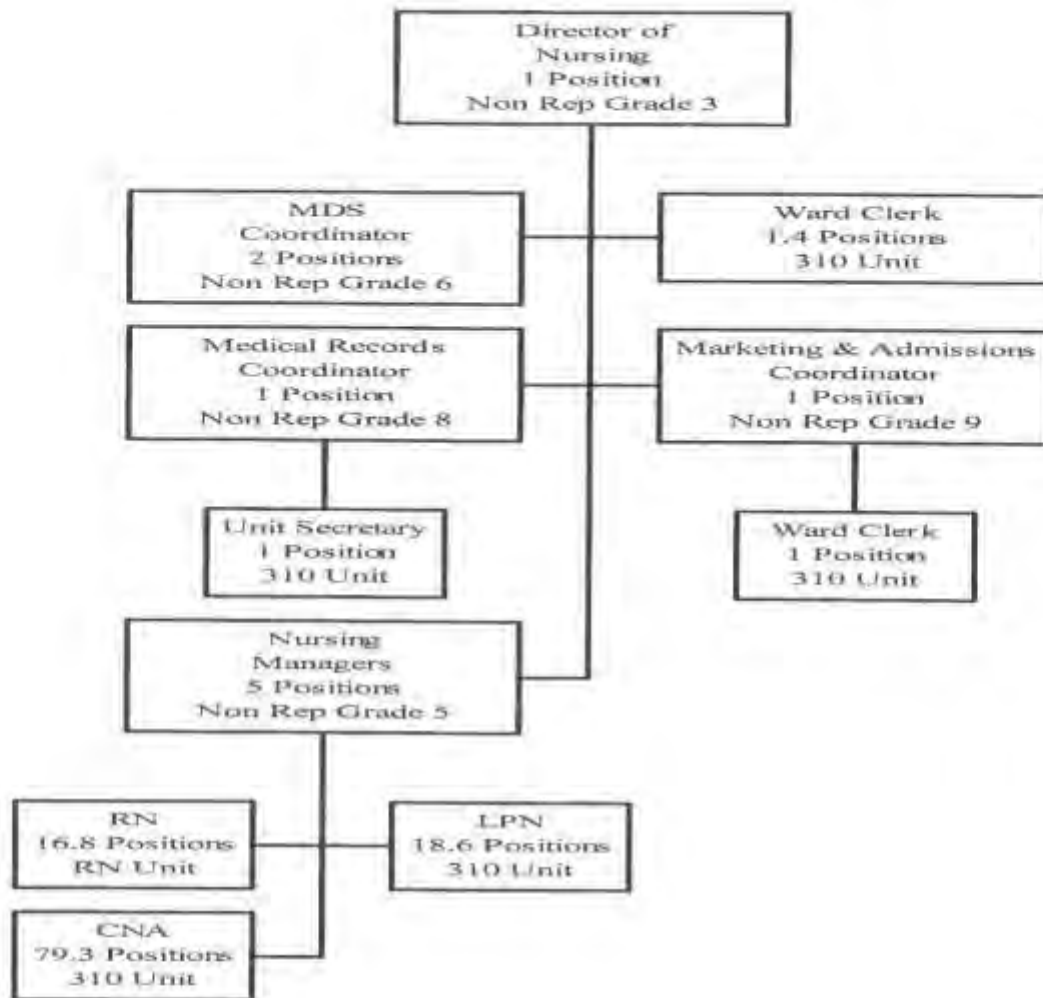 Director of
Nursing
1 Position
Non Rep Grade 3
MDS
Coordinator
2 Positions
Non Rep Grade 6
Ward Clerk
1.4 Positions
310 Unit
Medical Records
Coordinator
1 Position
Non Rep Grade 8
Marketing & Admissions
Coordinator
1 Position
Non Rep Grade 9
Unit Secretary
1 Position
310 Unit
Ward Clerk
1 Position
310 Unit
Nursing
Managers
5 Positions
Non Rep Grade 5
RN
16.8 Positions
RN Unit
LPN
18.6 Positions
310 Unit
CNA
79.3 Positions
310 Unit